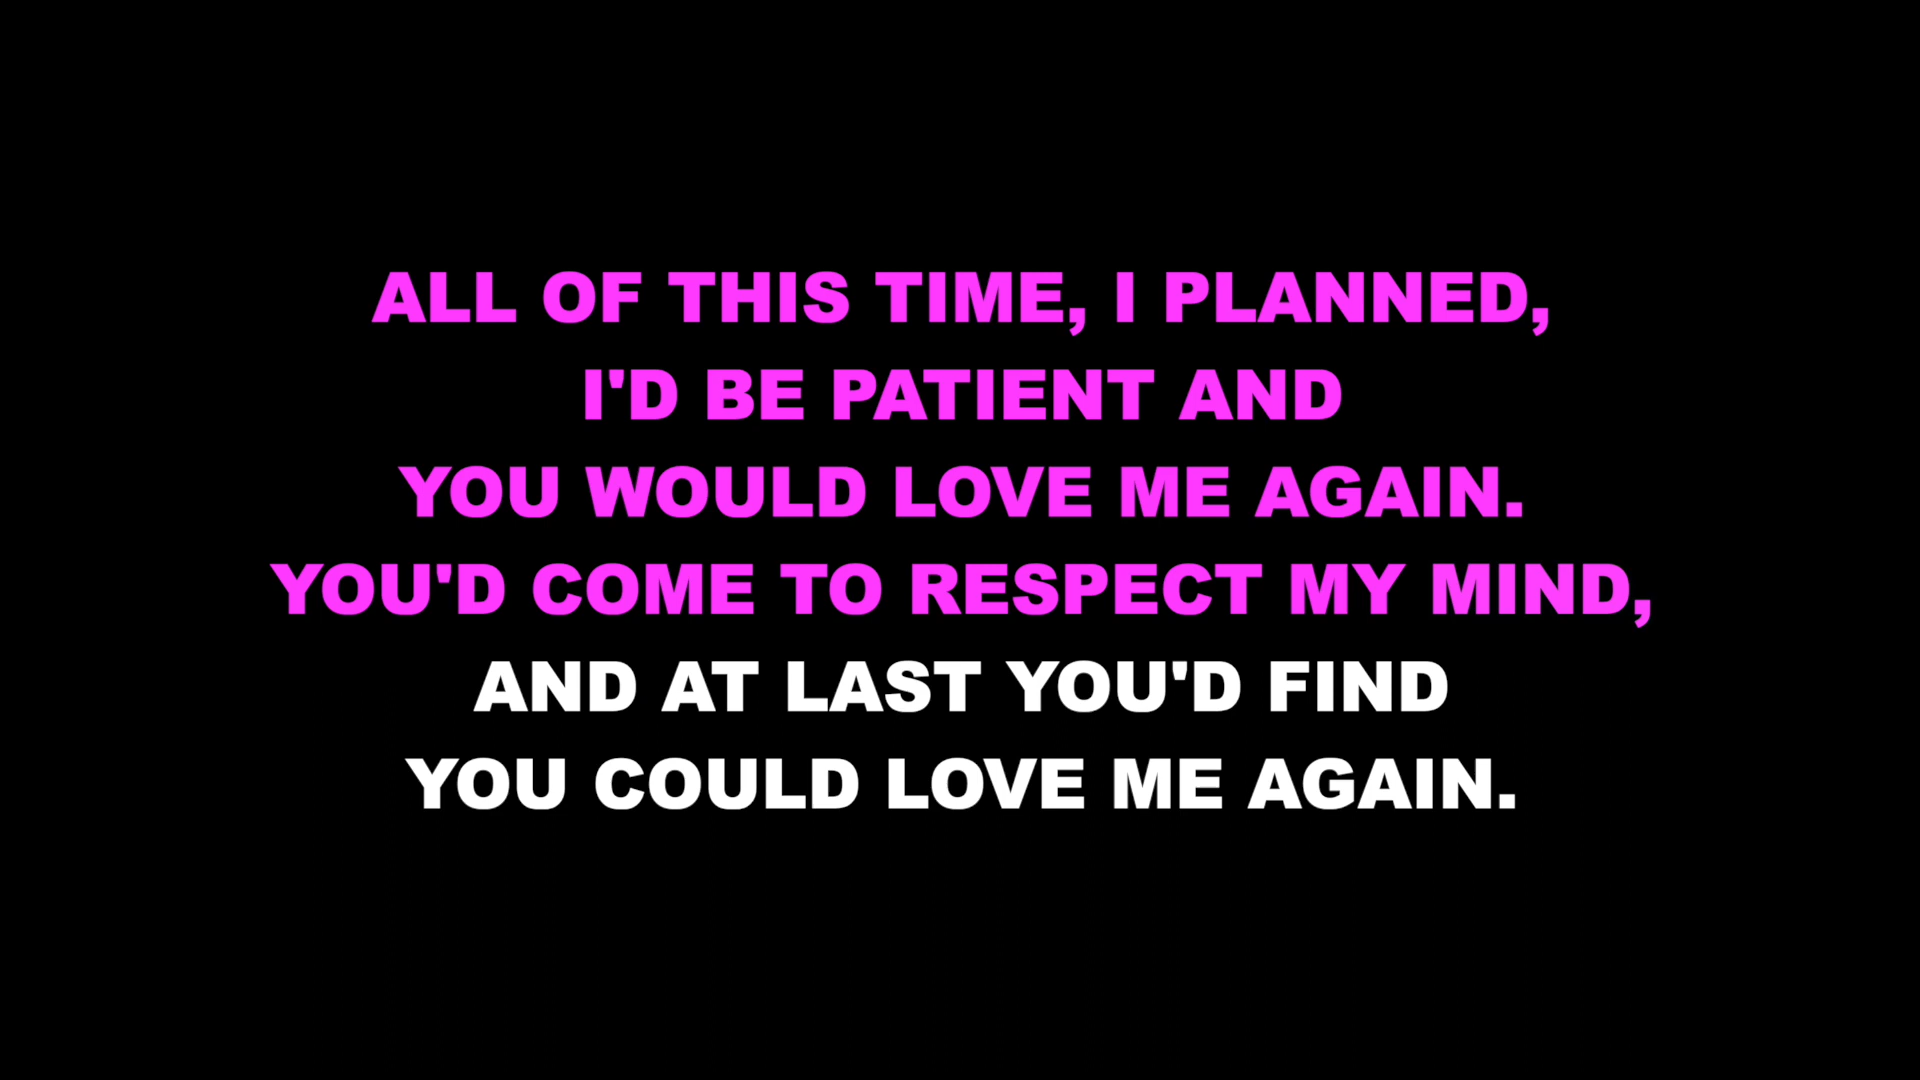 ALL OF THIS TIME, I PLANNED,
I'D BE PATIENT AND
YOU WOULD LOVE ME AGAIN.
YOU'D COME TO RESPECT MY MIND,
AND AT LAST YOU'D FIND
YOU COULD LOVE ME AGAIN.